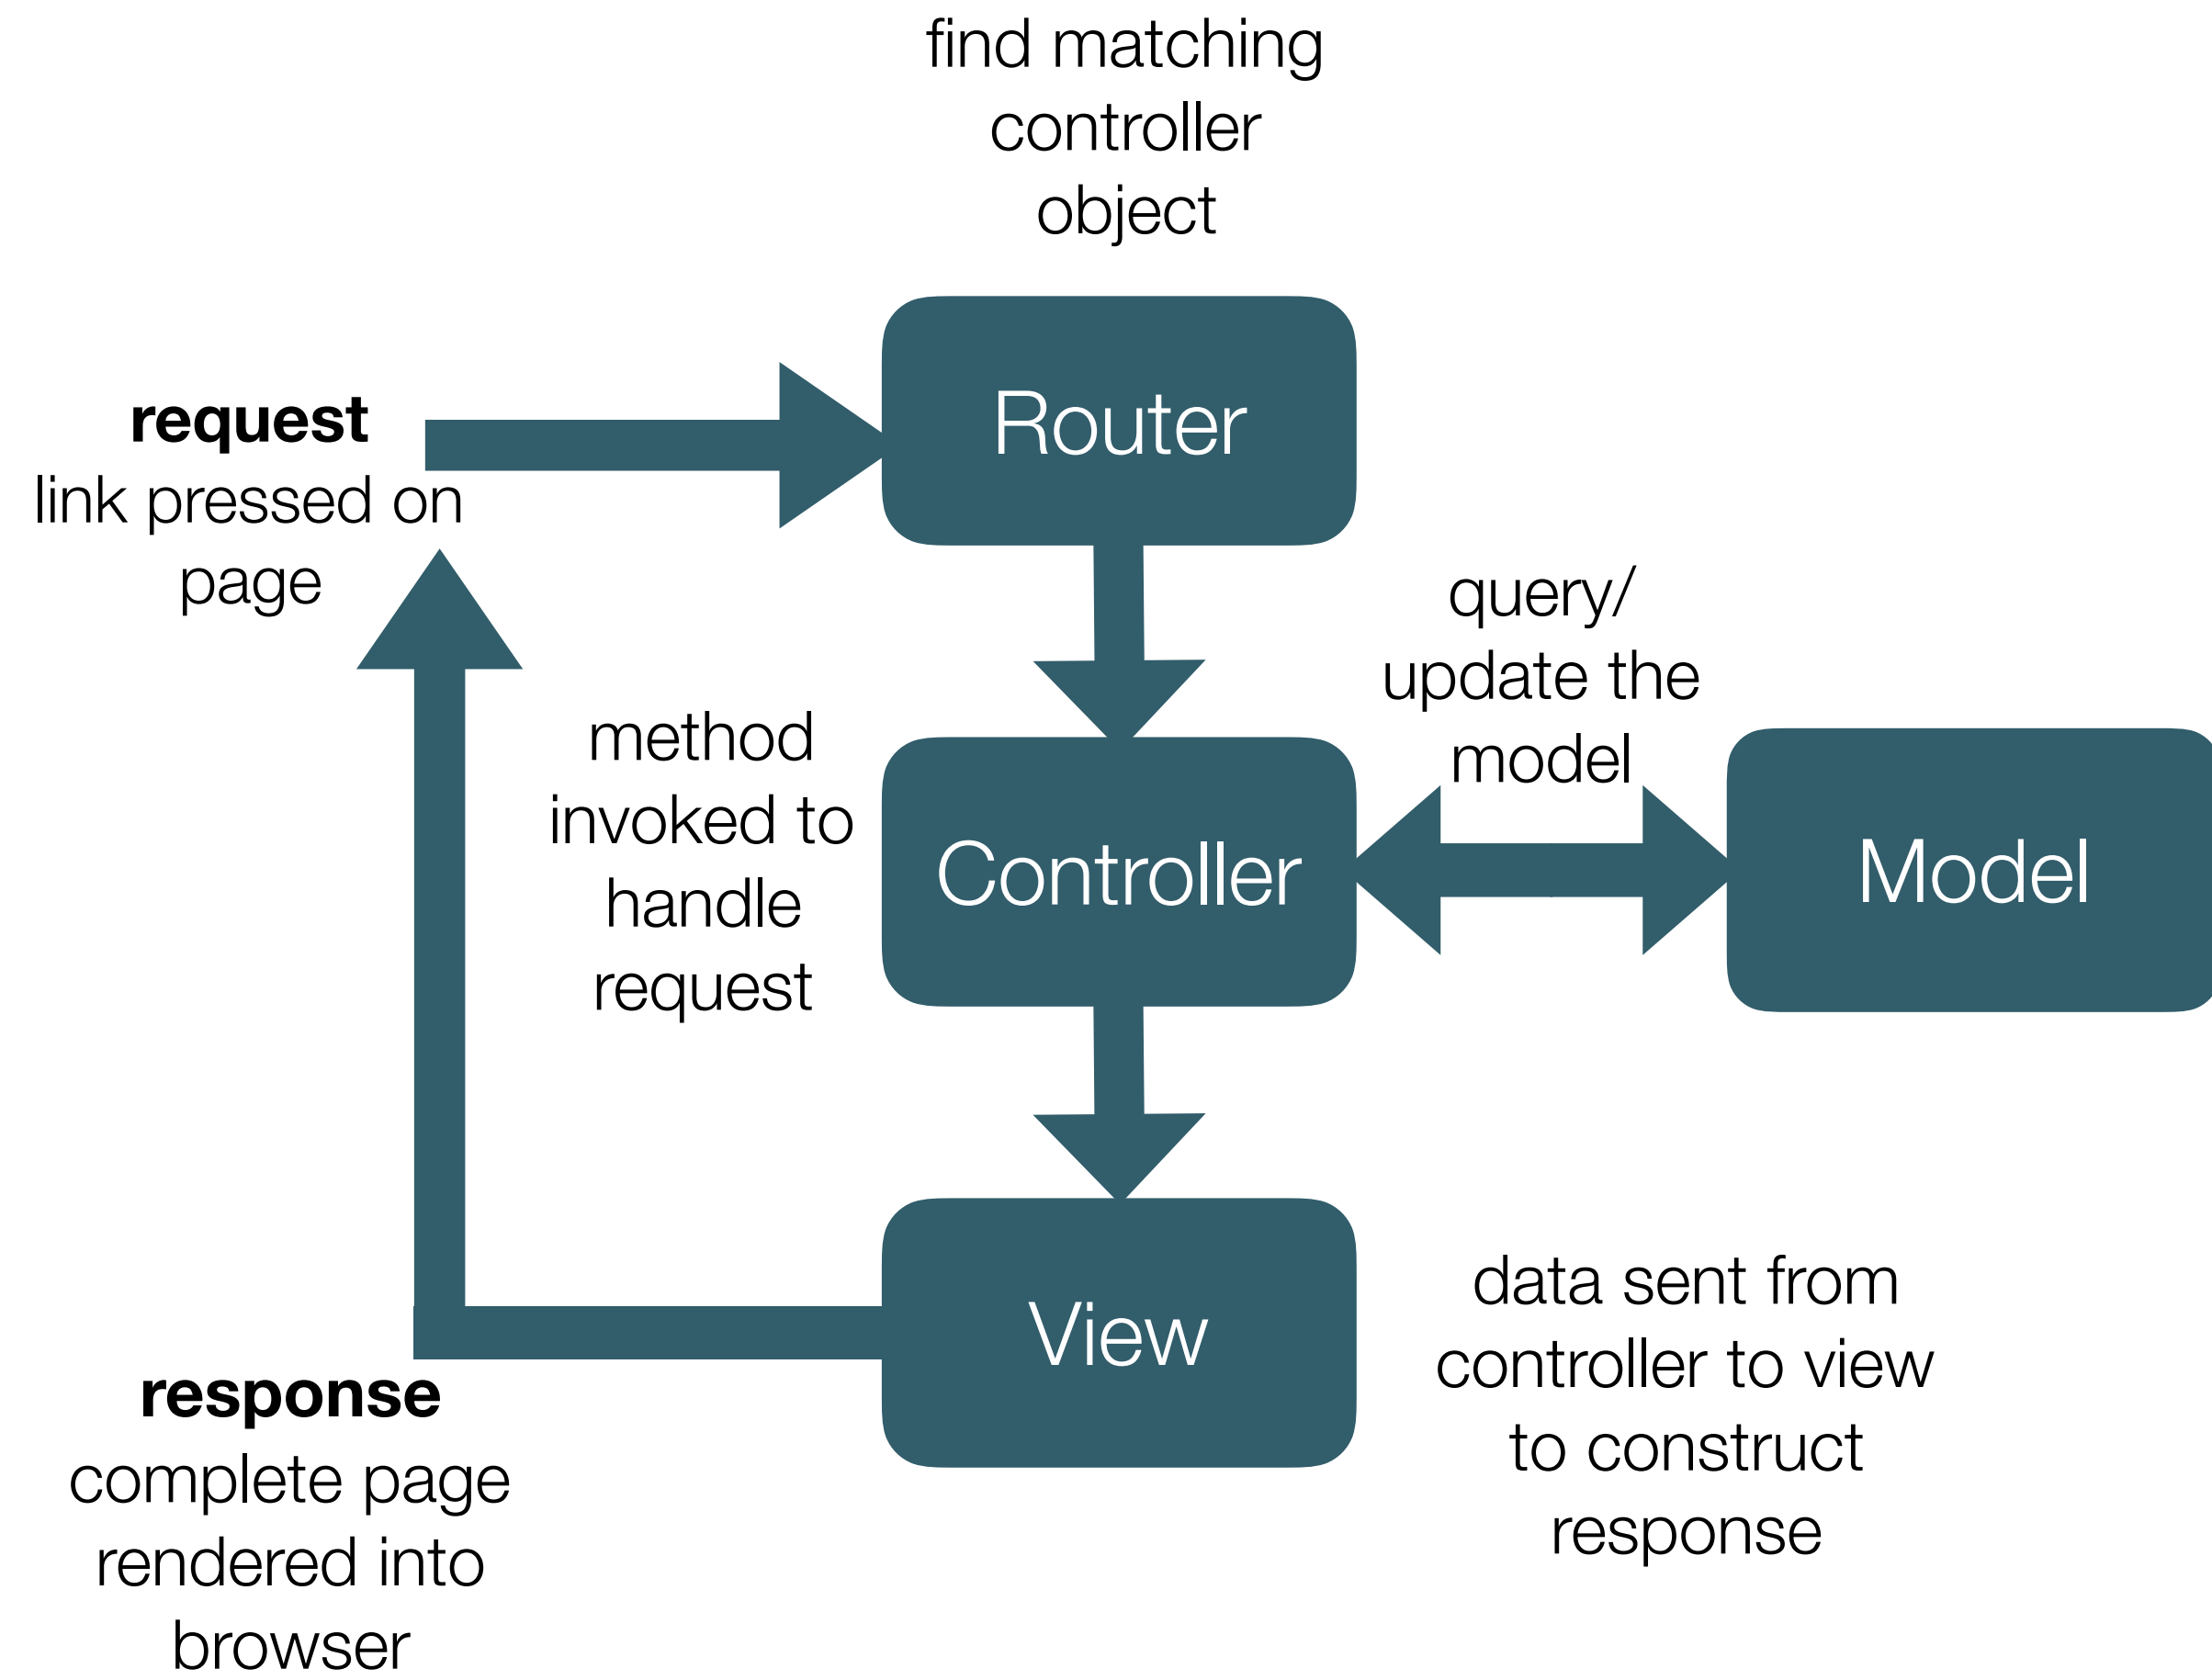 find matching
controller
object
Router
request
link pressed on
page
query/
update the
model
method
invoked to
handle
request
Controller
Model
View
data sent from
controller to view
to construct
response
response
complete page
rendered into
browser